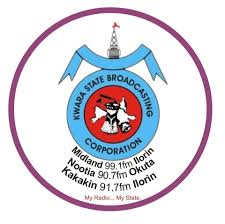 KWARA STATE BROADCASTING
CORPORATION
Midland 99.1fm Ilorin
Nootia 90.7fm Okuta
Kakakin 91.7fm Ilorin
My Radio... My State.